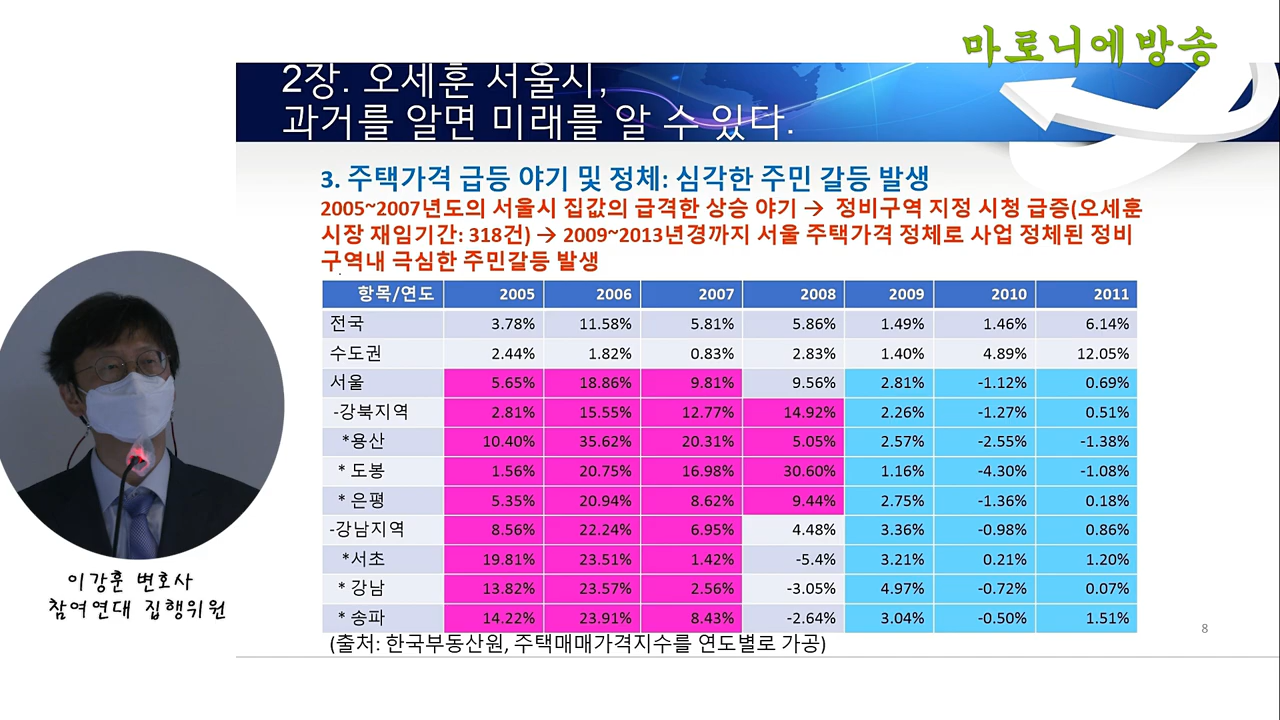 마로니에방송
2장. 오세훈 서울시,
과거를 알면 미래를 알 수 있다.
3. 주택가격 급등 야기 및 정체: 심각한 주민 갈등 발생
2005~2007년도의 서울시 집값의 급격한 상승 야기 → 정비구역 지정 시청 급증(오세훈
시장 재임기간: 318건) → 2009~2013년경까지 서울 주택가격 정체로 사업 정체된 정비
구역내 극심한 주민갈등 발생
항목/연도 2005 2006 2007 2008 2009 2010 2011
전국 3.78% 11.58% 5.81% 5.86% 1.49% 1.46% 6.14%
수도권 2.44% 1.82% 0.83% 2.83% 1.40% 4.89% 12.05%
서울 5.65% 18.86% 9.81% 9.56% 2.81% -1.12% 0.69%
-강북지역 2.81% 15.55% 12.77% 14.92% 2.26% -1.27% 0.51%
*용산 10.40% 35.62% 20.31% 5.05% 2.57% -2.55% -1.38%
* 도봉 1.56% 20.75% 16.98% 30.60% 1.16% -4.30% -1.08%
* 은평 5.35% 20.94% 8.62% 9.44% 2.75% -1.36% 0.18%
-강남지역 8.56% 22.24% 6.95% 4.48% 3.36% -0.98% 0.86%
*서초 19.81% 23.51% 1.42% -5.4% 3.21% 0.21% 1.20%
* 강남 13.82% 23.57% 2.56% -3.05% 4.97% -0.72% 0.07%
* 송파 14.22% 23.91% 8.43% -2.64% 3.04% -0.50% 1.51%
(출처: 한국부동산원, 주택매매가격지수를 연도별로 가공)
8
이강훈 변호사
참여연대 집행위원